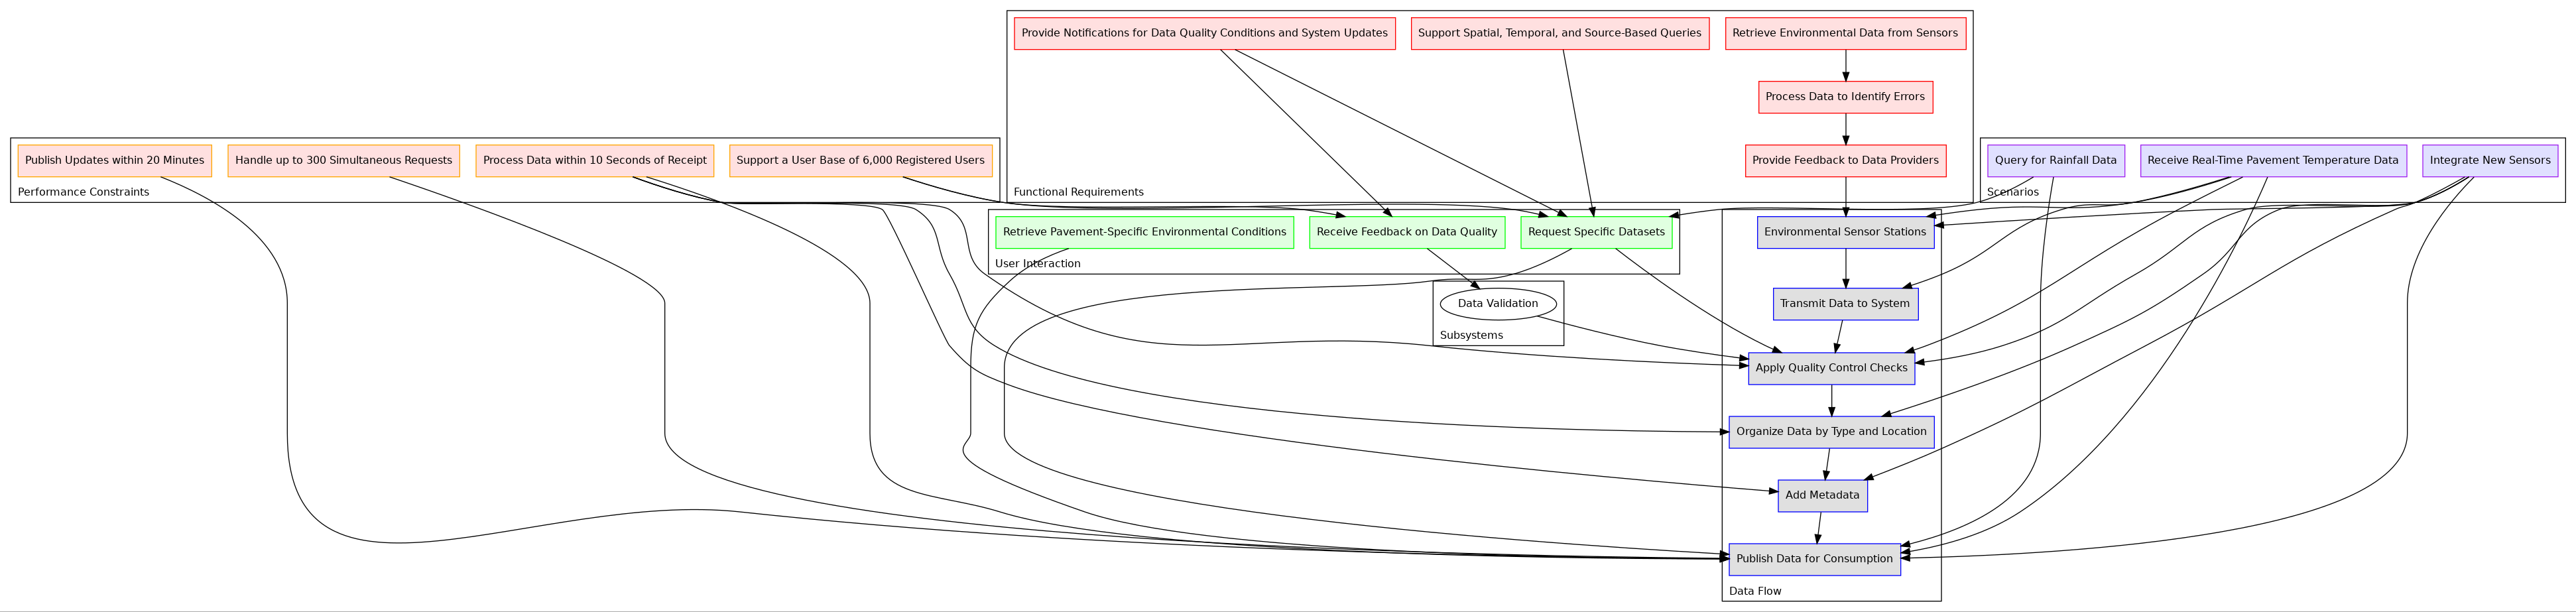 Provide Notifications for Data Quality Conditions and System Updates
Support Spatial, Temporal, and Source-Based Queries
Retrieve Environmental Data from Sensors
Process Data to Identify Errors
Provide Feedback to Data Providers
Functional Requirements
Publish Updates within 20 Minutes
Handle up to 300 Simultaneous Requests
Process Data within 10 Seconds of Receipt
Support a User Base of 6,000 Registered Users
Performance Constraints
Query for Rainfall Data
Receive Real-Time Pavement Temperature Data
Integrate New Sensors
Scenarios
Retrieve Pavement-Specific Environmental Conditions
Receive Feedback on Data Quality
Request Specific Datasets
User Interaction
Data Validation
Subsystems
Environmental Sensor Stations
Transmit Data to System
Apply Quality Control Checks
Organize Data by Type and Location
Add Metadata
Publish Data for Consumption
Data Flow